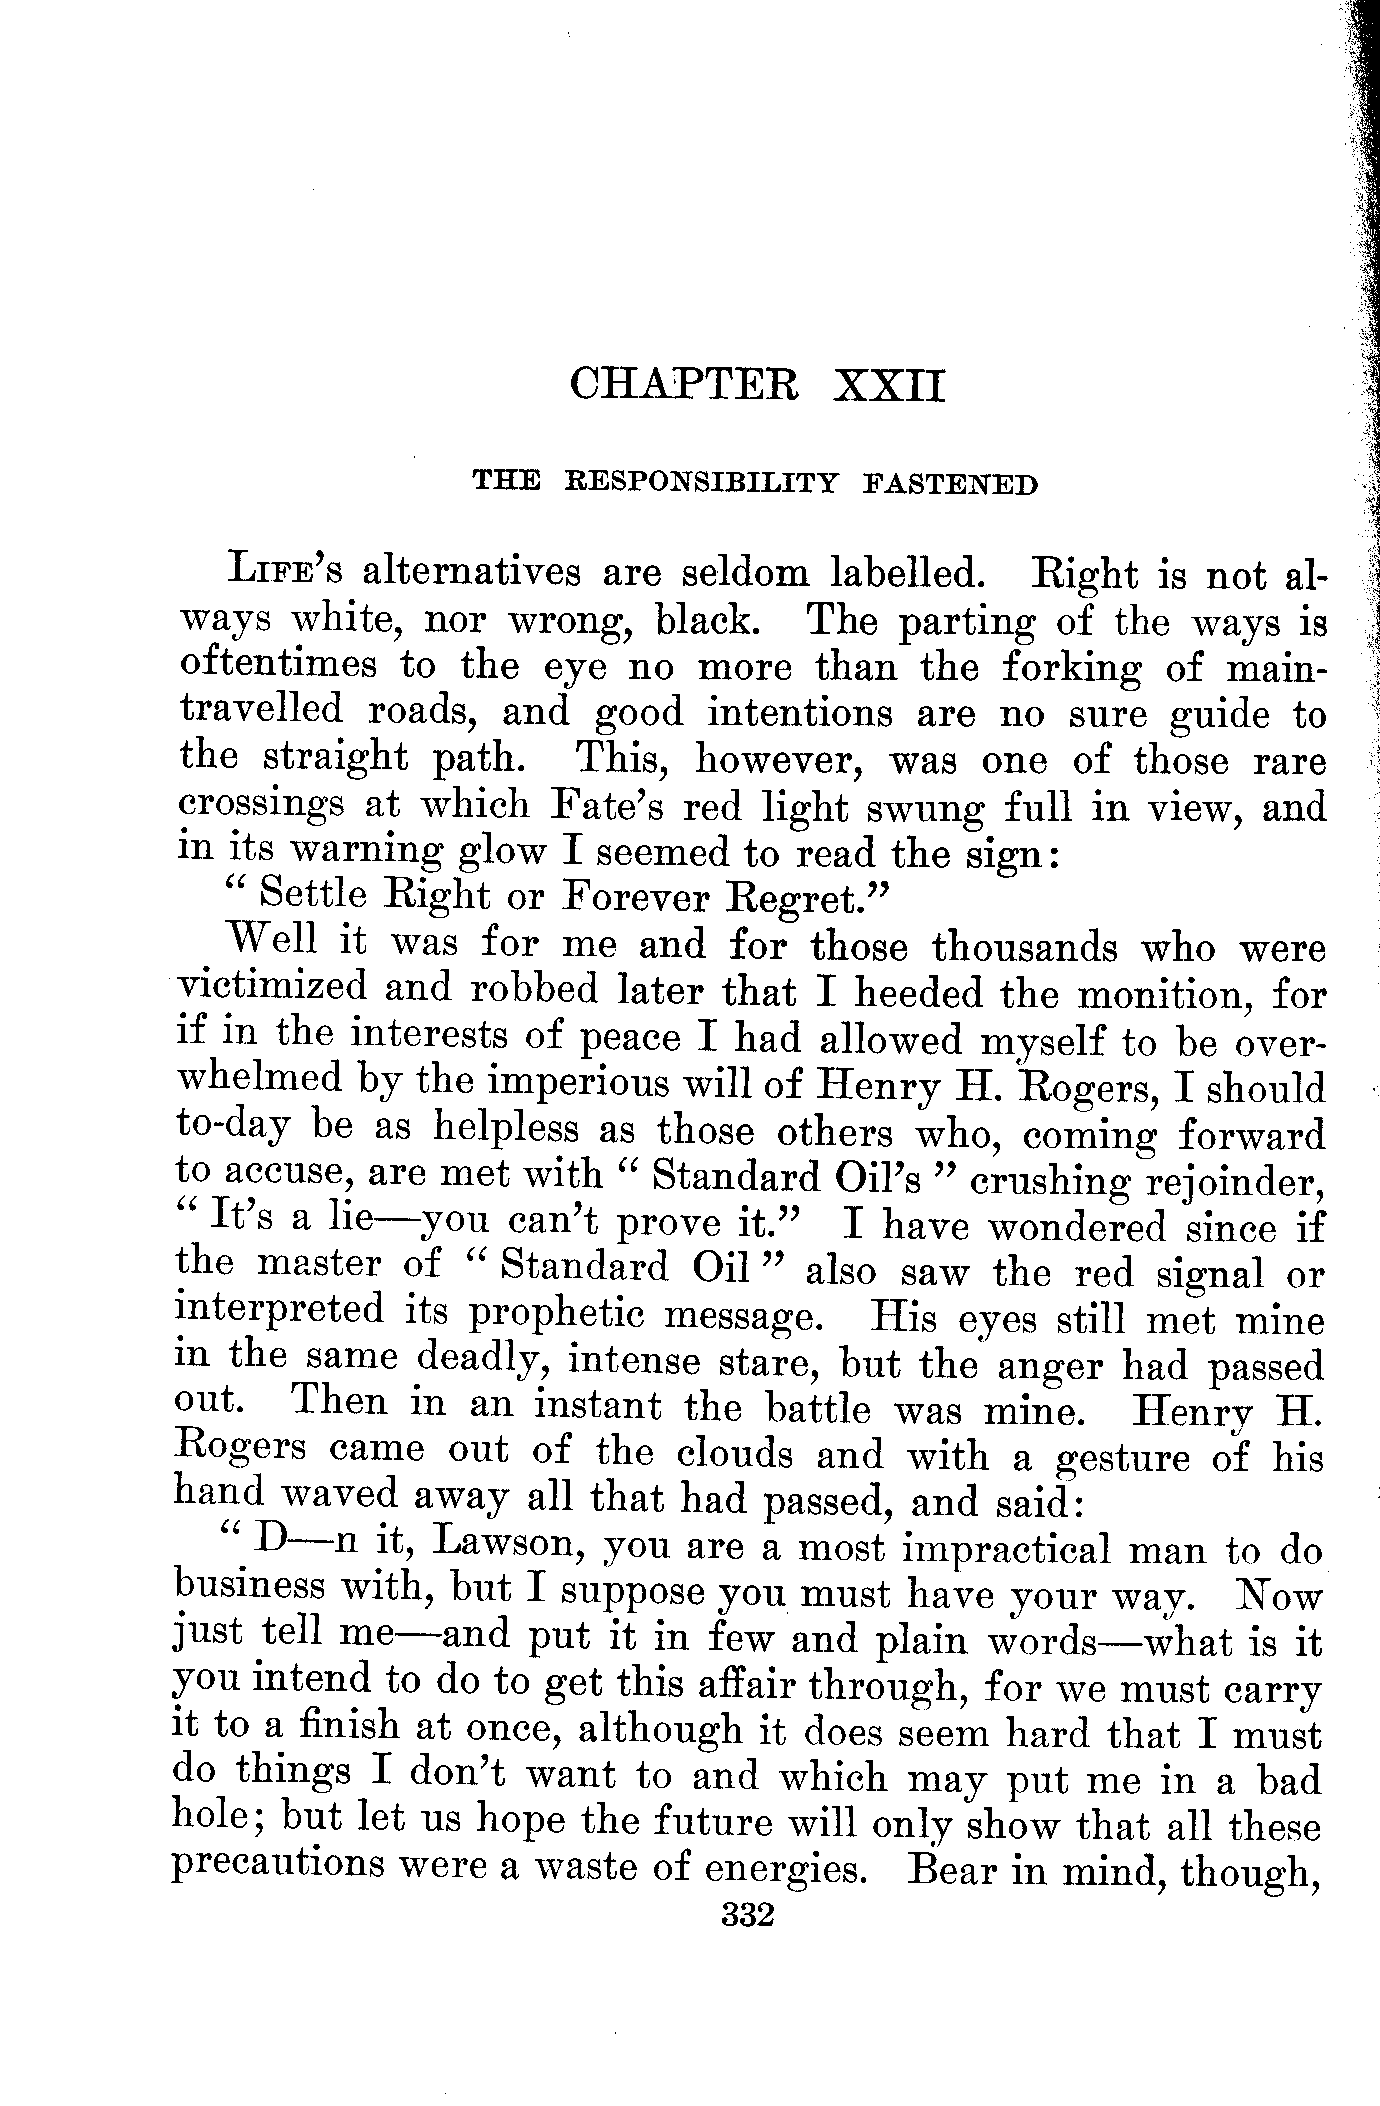 CHAPTER XXII
THE RESPONSIBILITY FASTENED
LIFE'S alternatives are seldom labelled. Right is not al-
ways white, nor wrong, black. The parting of the ways is
oftentimes to the eye no more than the forking of main-
travelled roads, and good intentions are no sure guide to
the straight path. This, however, was one of those rare
crossings at which Fate's red light swung full in view, and
in its warning glow I seemed to read the sign:
" Settle Right or Forever Regret."
Well it was for me and for those thousands who were
victimized and robbed later that I heeded the monition, for
if in the interests of peace I had allowed myself to be over-
whelmed by the imperious will of Henry H. Rogers, I should
to-day be as helpless as those others who, coming forward
to accuse, are met with " Standard Oil's " crushing rejoinder,
" It's a lie—you can't prove it." I have wondered since if
the master of " Standard Oil " also saw the red signal or
interpreted its prophetic message. His eyes still met mine
in the same deadly, intense stare, but the anger had passed
out. Then in an instant the battle was mine. Henry H.
Rogers came out of the clouds and with a gesture of his
hand waved away all that had passed, and said:
" D—n it, Lawson, you are a most impractical man to do
business with, but I suppose you must have your way. Now
just tell me—and put it in few and plain words—what is it
you intend to do to get this affair through, for we must carry
it to a finish at once, although it does seem hard that I must
do things I don't want to and which may put me in a bad
hole; but let us hope the future will only show that all these
precautions were a waste of energies. Bear in mind, though,
332